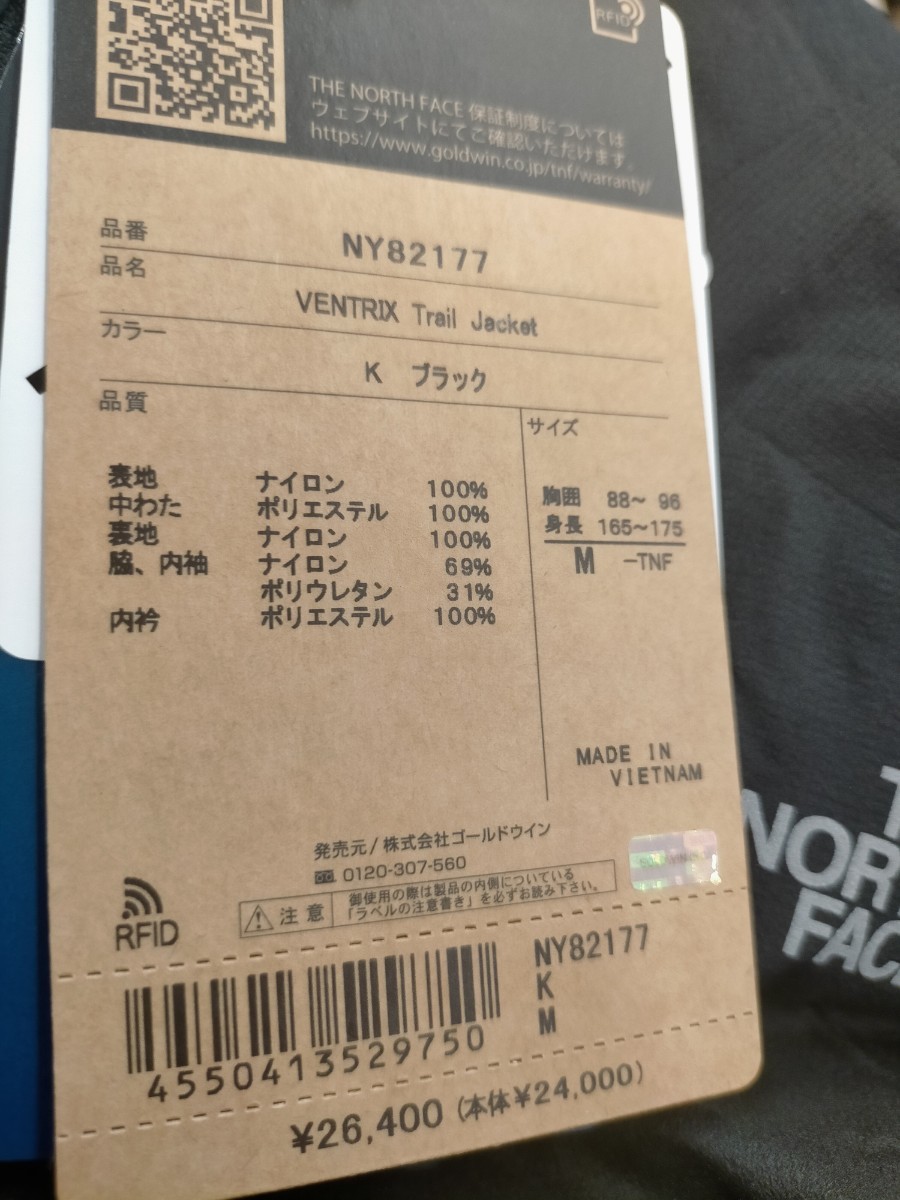 RFID
THE NORTH FACE 保証制度については
ウェブサイトにてご確認いただけます。
https://www.goldwin.co.jp/tnf/warranty/
品番 NY82177
品名 VENTRIX Trail Jacket
カラー K ブラック
品質
表地 ナイロン 100%
中わた ポリエステル 100%
裏地 ナイロン 100%
脇、内袖 ナイロン 69%
ポリウレタン 31%
内衿 ポリエステル 100%
サイズ
胸囲 88～ 96
身長 165～175
M -TNF
MADE IN
VIETNAM
発売元/株式会社ゴールドウイン
0120-307-560
注意
御使用の際は製品の内側についている
「ラベルの注意書き」を必ずお読み下さい。
RFID
NY82177
K
M
4550413529750
¥26,400 (本体¥24,000)
NOR
FAC